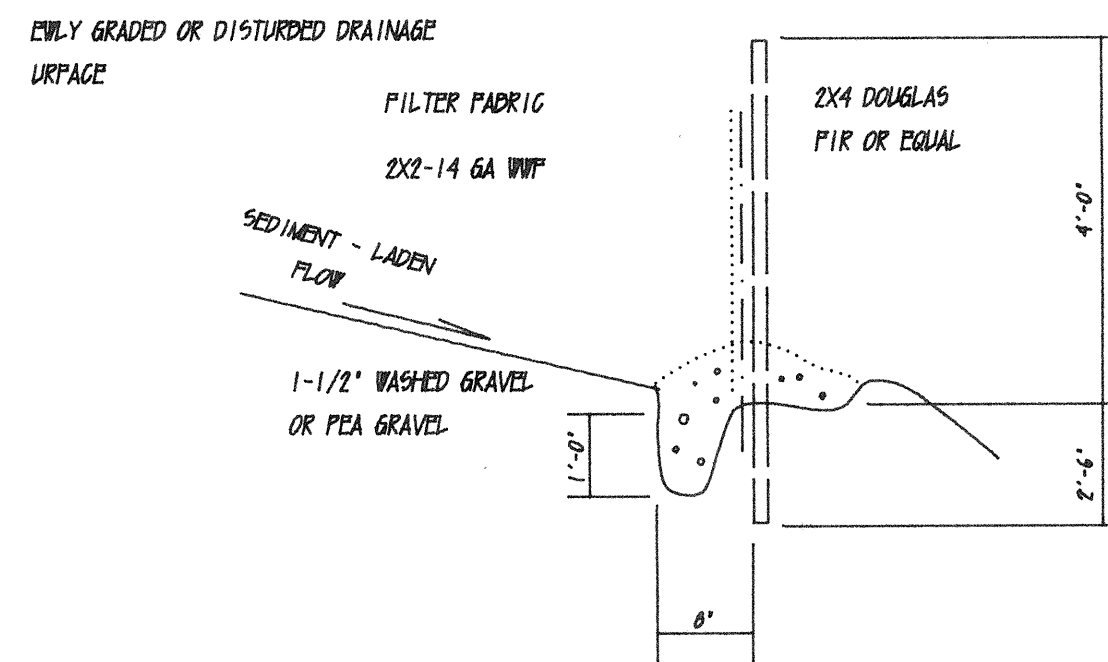 EWLY GRADED OR DISTURBED DRAINAGE
URFACE
FILTER FABRIC
2X2-14 GA WWF
2X4 DOUGLAS
FIR OR EQUAL
SEDIMENT - LADEN
FLOW
4'-0"
1-1/2" WASHED GRAVEL
OR PEA GRAVEL
1'-0"
2'-6"
8"